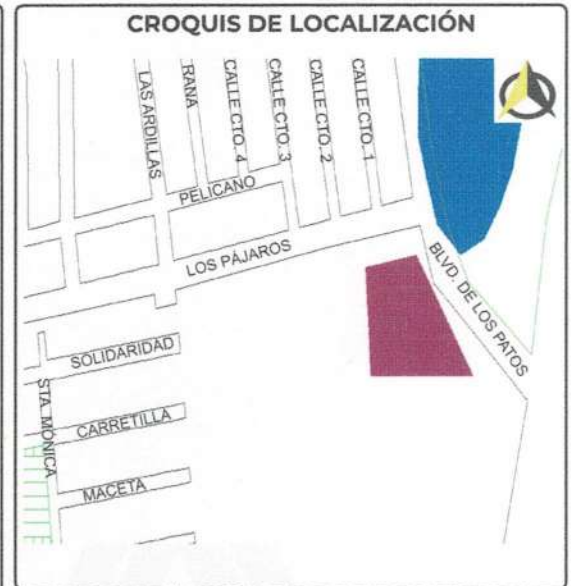 CROQUIS DE LOCALIZACIÓN
LAS ARDILLAS
RANA
CALLE CTO. 4
CALLE CTO. 3
CALLE CTO. 2
CALLE CTO. 1
PELICANO
LOS PÁJAROS
BLVD. DE LOS PATOS
SOLIDARIDAD
STA. MÓNICA
CARRETILLA
MACETA